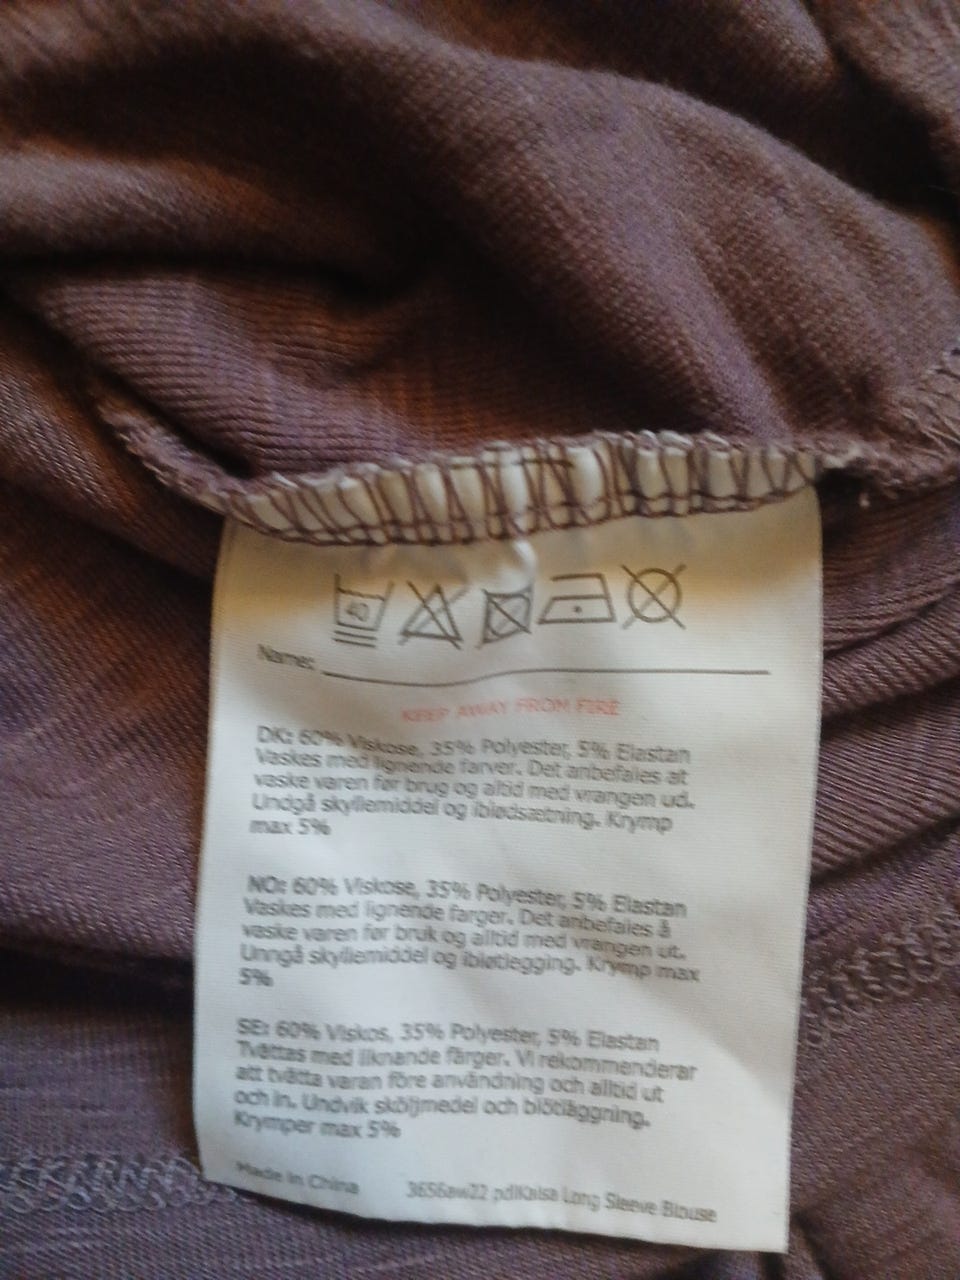 40
Name:
KEEP AWAY FROM FIRE
DK: 60% Viskose, 35% Polyester, 5% Elastan
Vaskes med lignende farver. Det anbefales at
vaske varen før brug og altid med vrangen ud.
Undgå skyllemiddel og iblødsætning. Krymp
max 5%
NO: 60% Viskose, 35% Polyester, 5% Elastan
Vaskes med lignende farger. Det anbefales å
vaske varen før bruk og alltid med vrangen ut.
Unngå skyllemiddel og ibløtlegging. Krymp max
5%
SE: 60% Viskos, 35% Polyester, 5% Elastan
Tvättas med liknande färger. Vi rekommenderar
att tvätta varan före användning och alltid ut
och in. Undvik sköljmedel och blötläggning.
Krymper max 5%
Made in China 3656aw22 pdlKaisa Long Sleeve Blouse